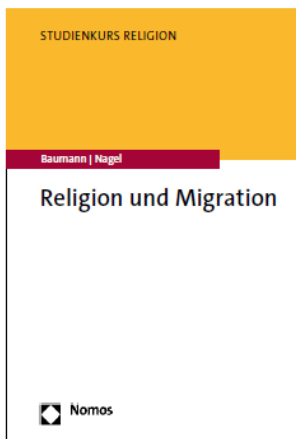 STUDIENKURS RELIGION
Baumann | Nagel
Religion und Migration
Nomos